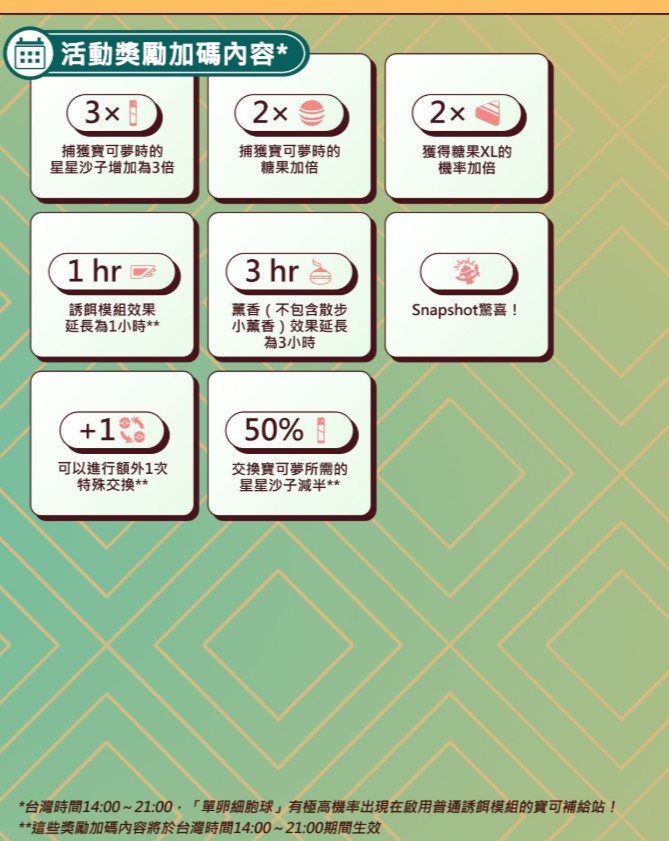 活動獎勵加碼內容*
3×
捕獲寶可夢時的
星星沙子增加為3倍
2×
捕獲寶可夢時的
糖果加倍
2×
獲得糖果XL的
機率加倍
1 hr
誘餌模組效果
延長為1小時**
3 hr
薰香（不包含散步
小薰香）效果延長
為3小時
Snapshot驚喜！
+1
可以進行額外1次
特殊交換**
50%
交換寶可夢所需的
星星沙子減半**
*台灣時間14:00～21:00，「單卵細胞球」有極高機率出現在啟用普通誘餌模組的寶可補給站！
**這些獎勵加碼內容將於台灣時間14:00～21:00期間生效